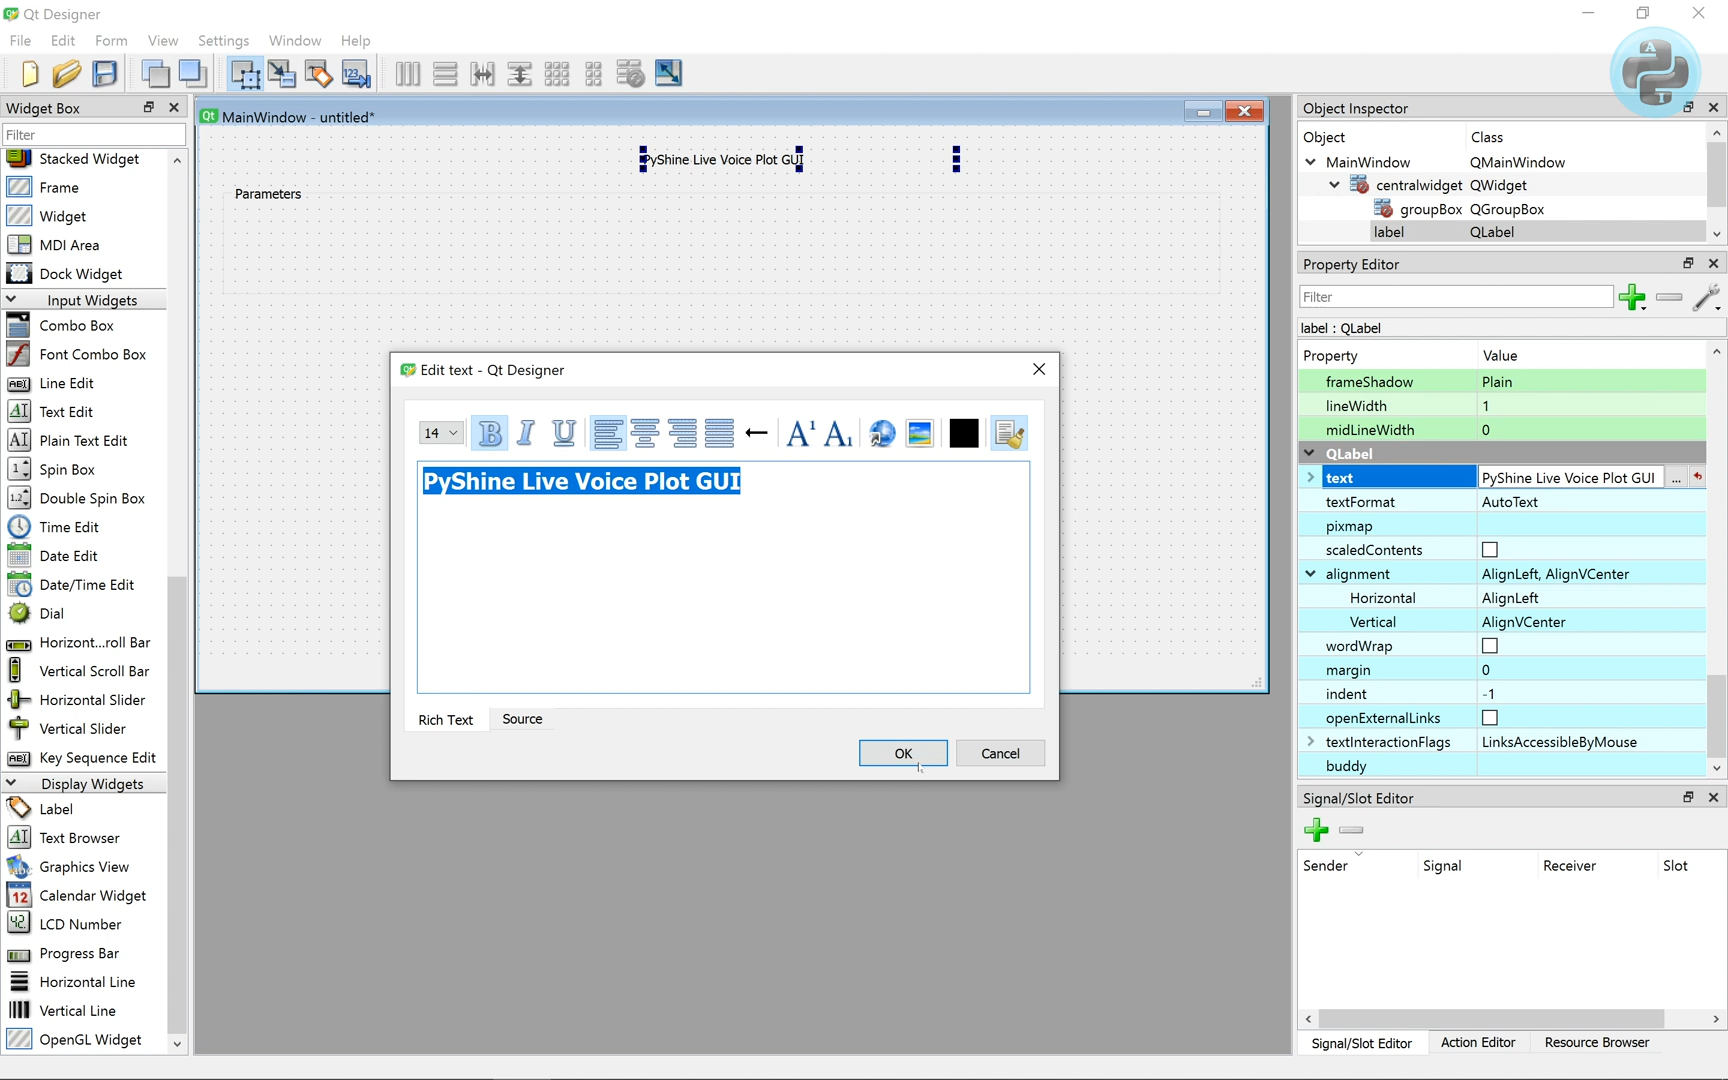 Qt Designer
File Edit Form View Settings Window Help
Widget Box
Filter
Stacked Widget
Frame
Widget
MDI Area
Dock Widget
Input Widgets
Combo Box
Font Combo Box
Line Edit
Text Edit
Plain Text Edit
Spin Box
Double Spin Box
Time Edit
Date Edit
Date/Time Edit
Dial
Horizont...roll Bar
Vertical Scroll Bar
Horizontal Slider
Vertical Slider
Key Sequence Edit
Display Widgets
Label
Text Browser
Graphics View
Calendar Widget
LCD Number
Progress Bar
Horizontal Line
Vertical Line
OpenGL Widget
MainWindow - untitled*
PyShine Live Voice Plot GUI
Parameters
Edit text - Qt Designer
14 B I U
PyShine Live Voice Plot GUI
Rich Text Source
OK Cancel
Object Inspector
Object Class
MainWindow QMainWindow
centralwidget QWidget
groupBox QGroupBox
label QLabel
Property Editor
Filter
label : QLabel
Property Value
frameShadow Plain
lineWidth 1
midLineWidth 0
QLabel
text PyShine Live Voice Plot GUI ...
textFormat AutoText
pixmap
scaledContents
alignment AlignLeft, AlignVCenter
Horizontal AlignLeft
Vertical AlignVCenter
wordWrap
margin 0
indent -1
openExternalLinks
textInteractionFlags LinksAccessibleByMouse
buddy
Signal/Slot Editor
Sender Signal Receiver Slot
Signal/Slot Editor Action Editor Resource Browser